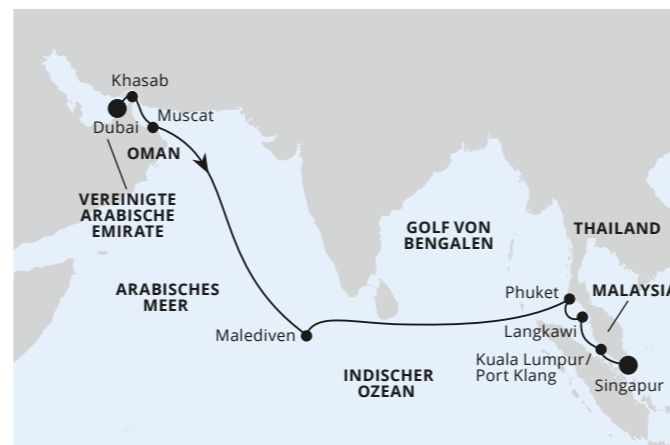 Khasab
Muscat
Dubai
OMAN
VEREINIGTE
ARABISCHE
EMIRATE
GOLF VON
BENGALEN
THAILAND
ARABISCHES
MEER
Phuket
MALAYSIA
Malediven
Langkawi
Kuala Lumpur/
Port Klang
INDISCHER
OZEAN
Singapur